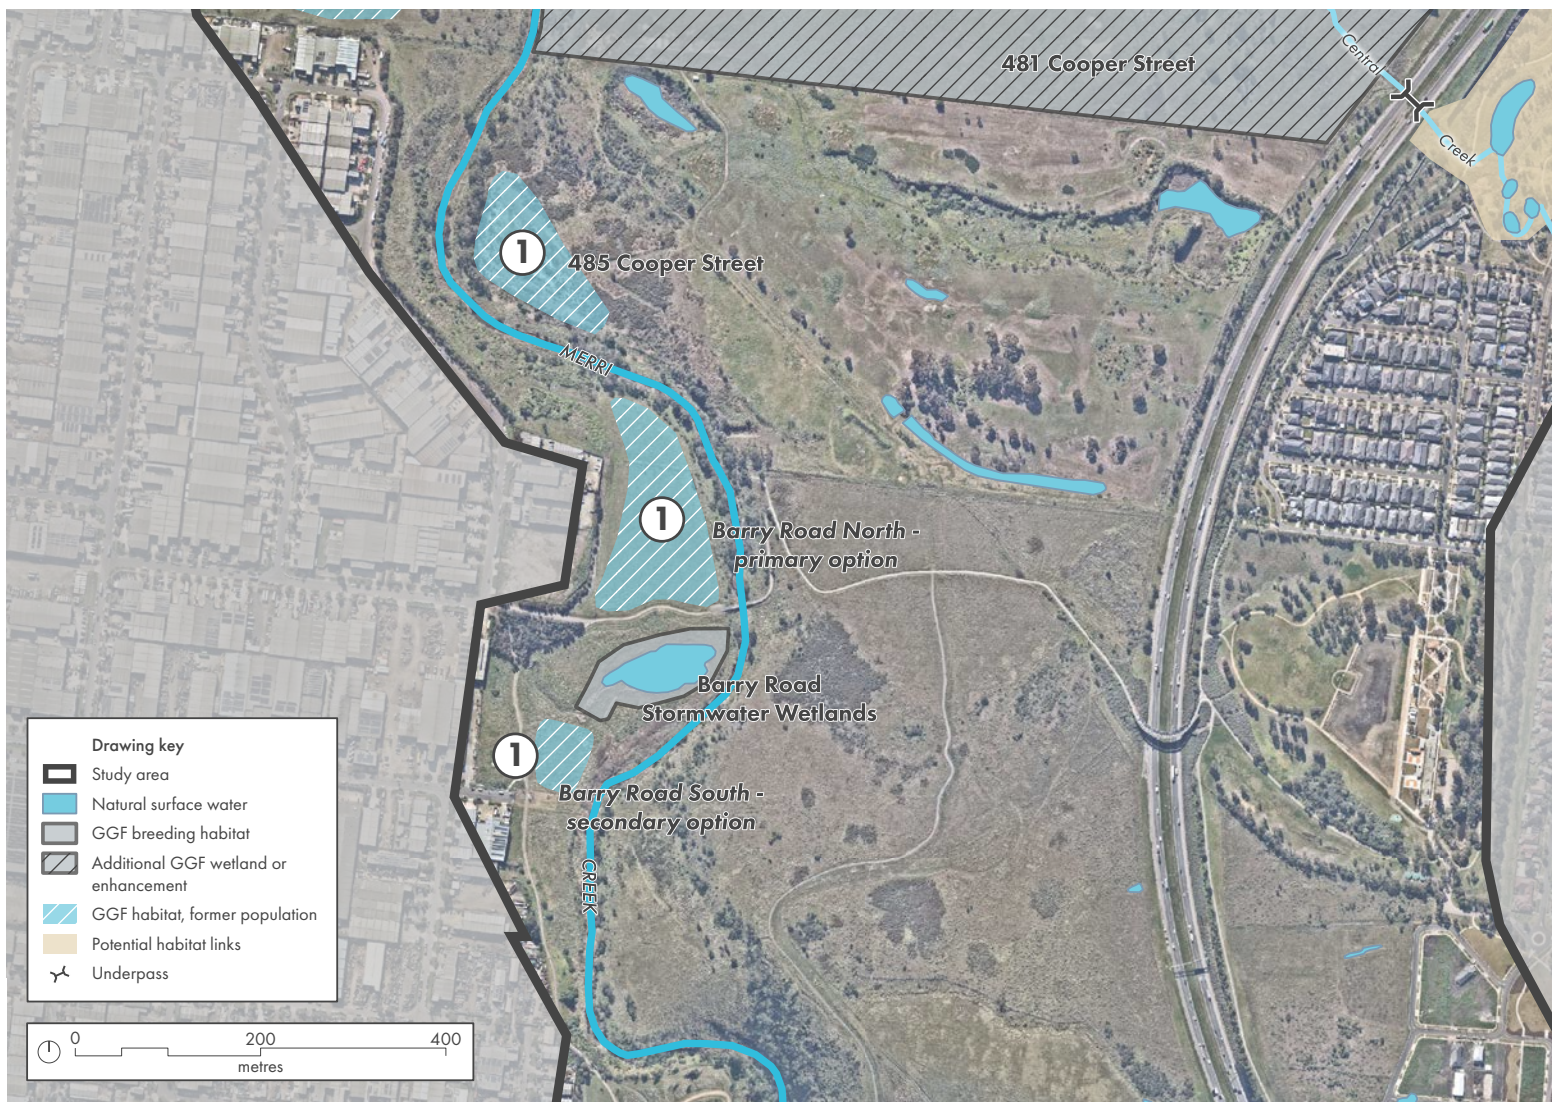 481 Cooper Street
Central
Creek
1
485 Cooper Street
MERRI
1
Barry Road North -
primary option
Barry Road
Stormwater Wetlands
1
Barry Road South -
secondary option
CREEK
Drawing key
Study area
Natural surface water
GGF breeding habitat
Additional GGF wetland or
enhancement
GGF habitat, former population
Potential habitat links
Underpass
0 200 400
metres